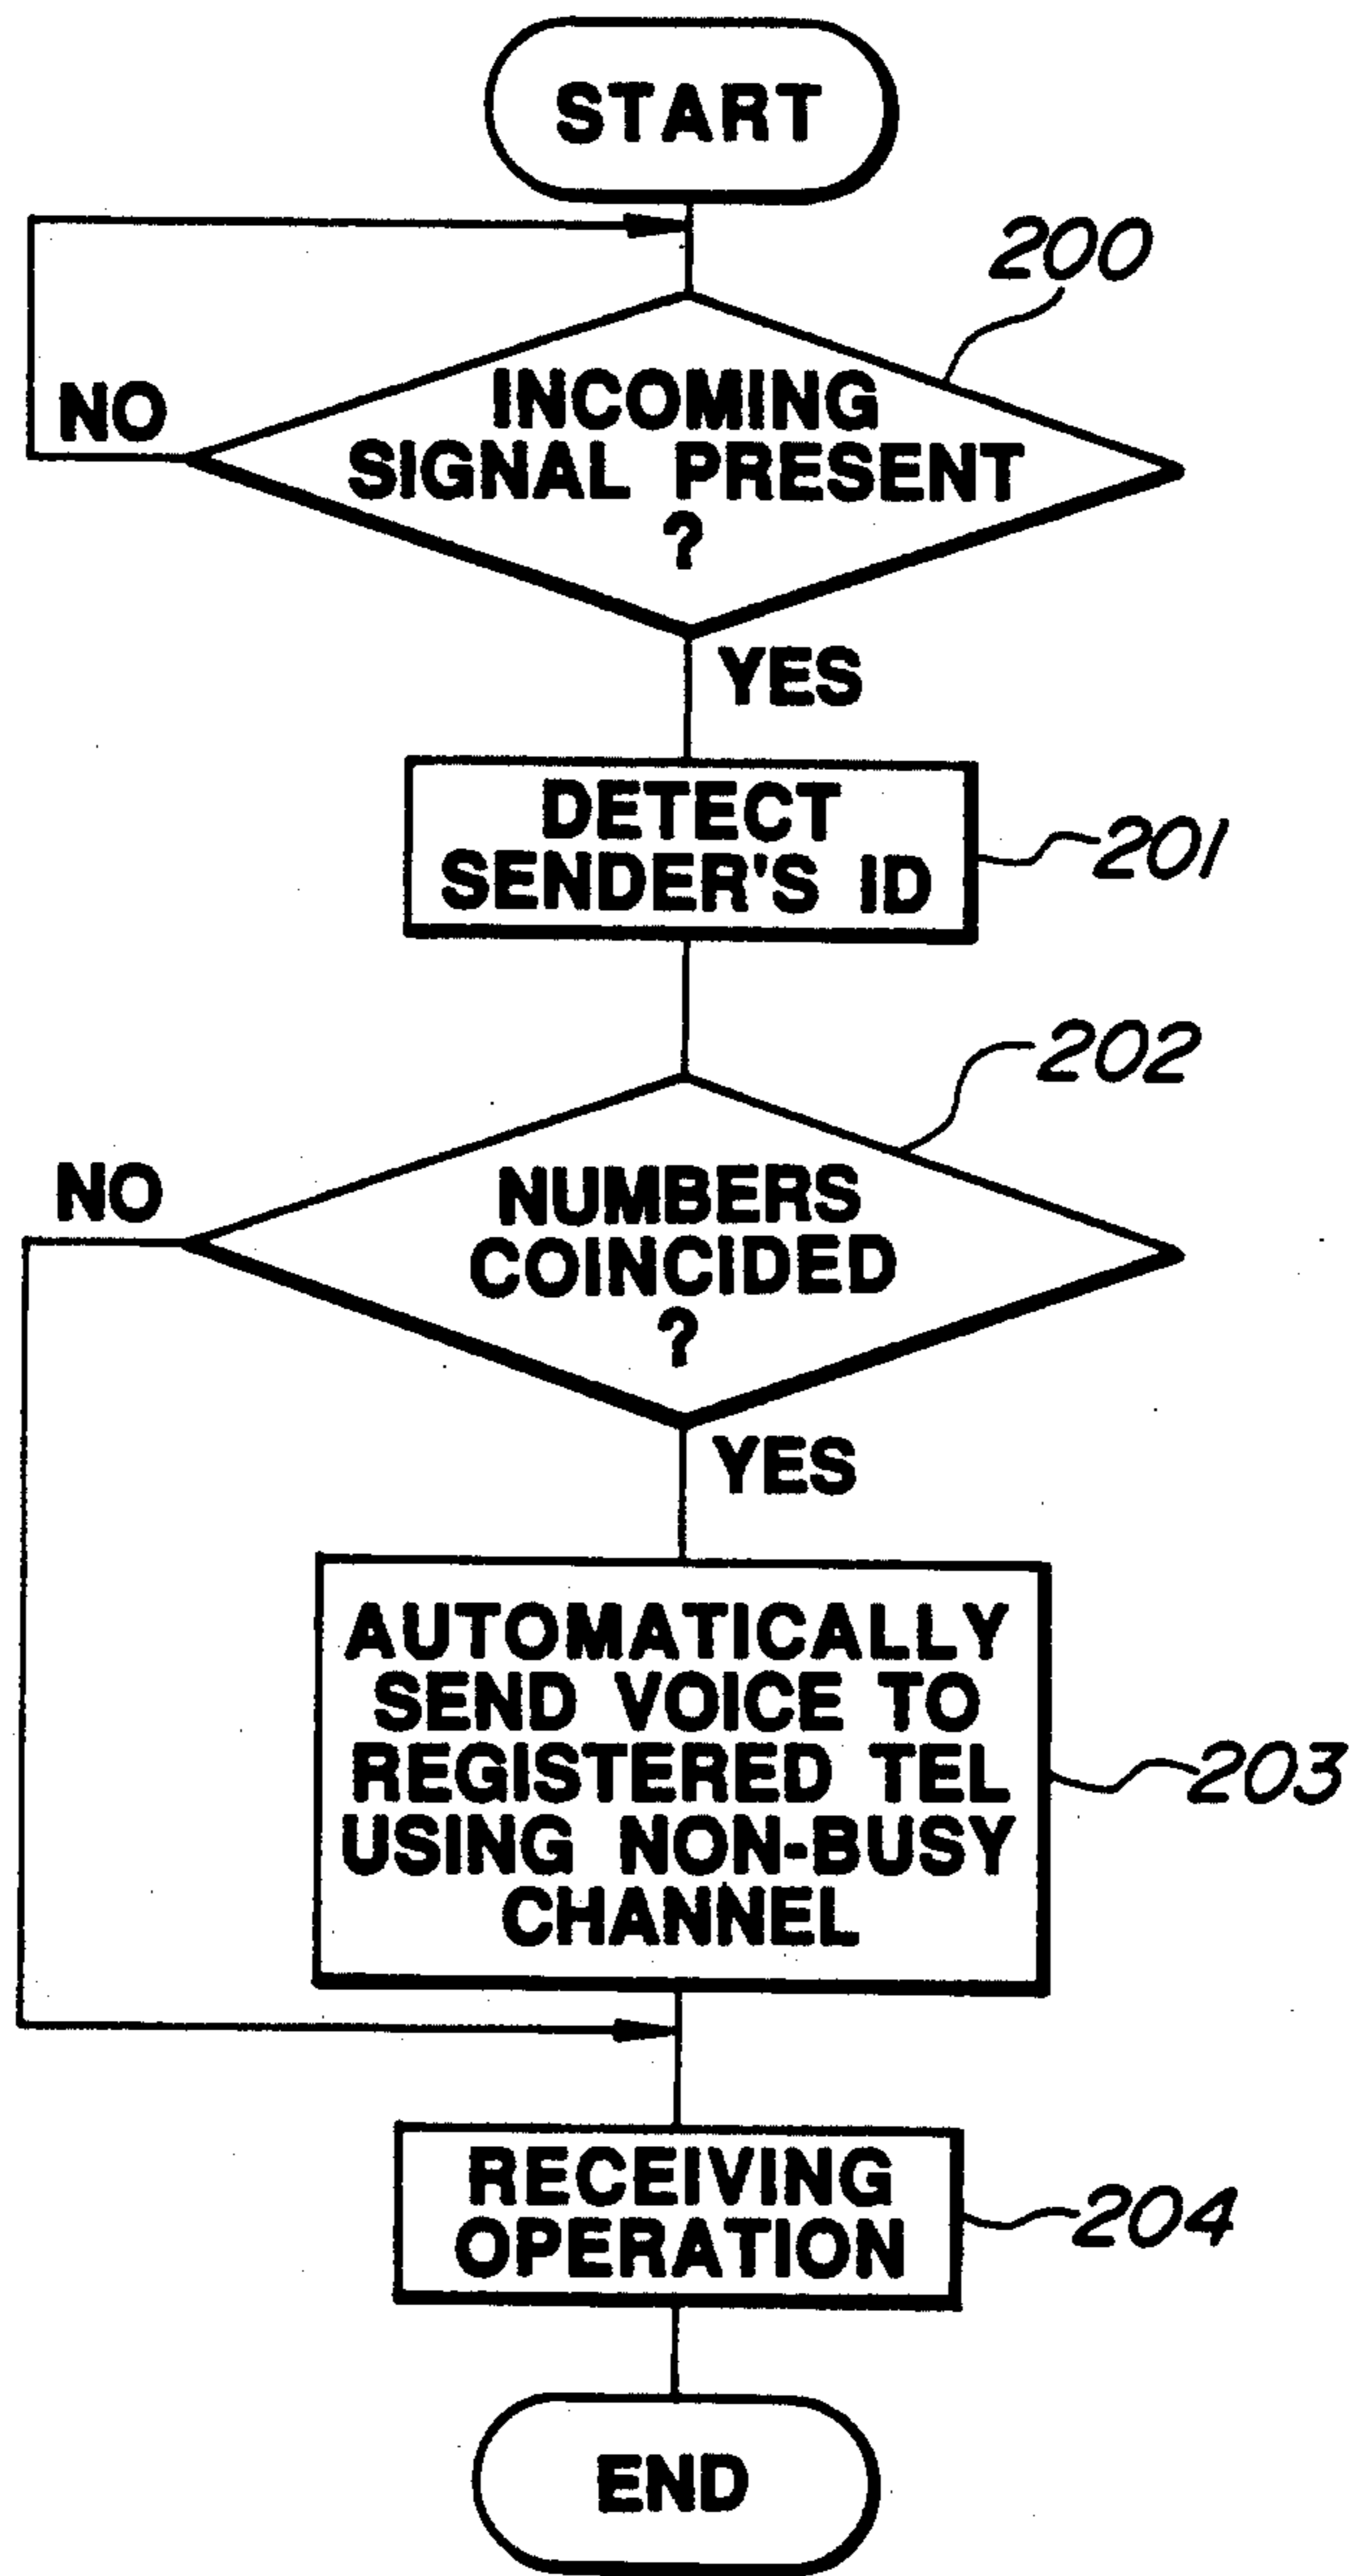 START
200
INCOMING
SIGNAL PRESENT
?
NO
YES
DETECT
SENDER'S ID
201
202
NUMBERS
COINCIDED
?
NO
YES
AUTOMATICALLY
SEND VOICE TO
REGISTERED TEL
USING NON-BUSY
CHANNEL
203
RECEIVING
OPERATION
204
END